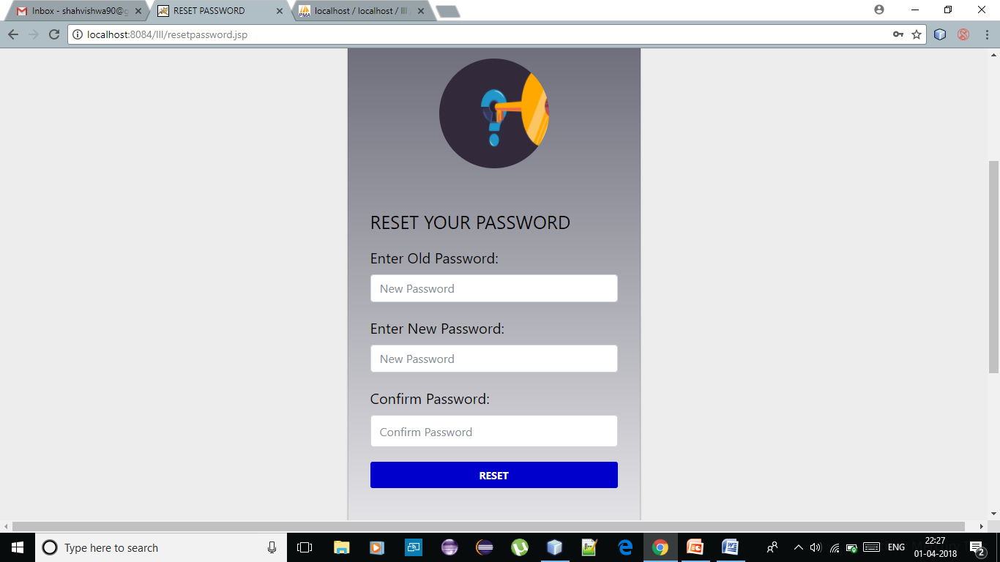 Inbox - shahvishwa90@g
RESET PASSWORD
localhost / localhost / lll
localhost:8084/lll/resetpassword.jsp
RESET YOUR PASSWORD
Enter Old Password:
New Password
Enter New Password:
New Password
Confirm Password:
Confirm Password
RESET
Type here to search
ENG
22:27
01-04-2018
2